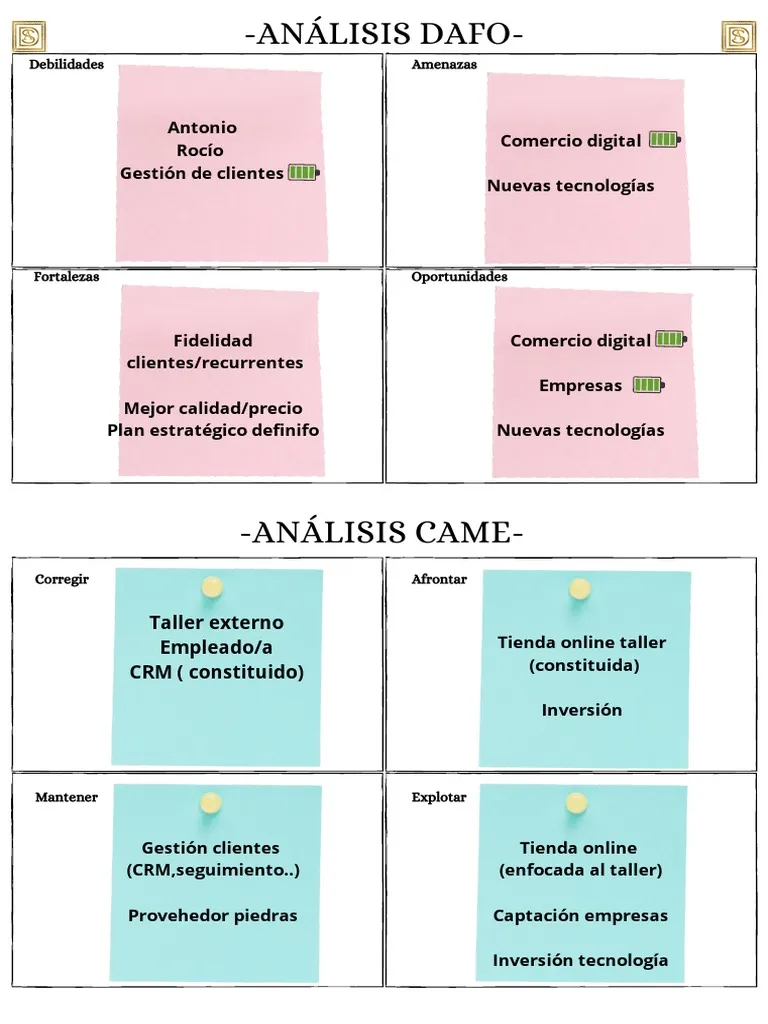 -ANÁLISIS DAFO-
Debilidades
Antonio
Rocío
Gestión de clientes
Amenazas
Comercio digital
Nuevas tecnologías
Fortalezas
Fidelidad
clientes/recurrentes
Mejor calidad/precio
Plan estratégico definifo
Oportunidades
Comercio digital
Empresas
Nuevas tecnologías
-ANÁLISIS CAME-
Corregir
Taller externo
Empleado/a
CRM ( constituido)
Afrontar
Tienda online taller
(constituida)
Inversión
Mantener
Gestión clientes
(CRM,seguimiento..)
Provehedor piedras
Explotar
Tienda online
(enfocada al taller)
Captación empresas
Inversión tecnología